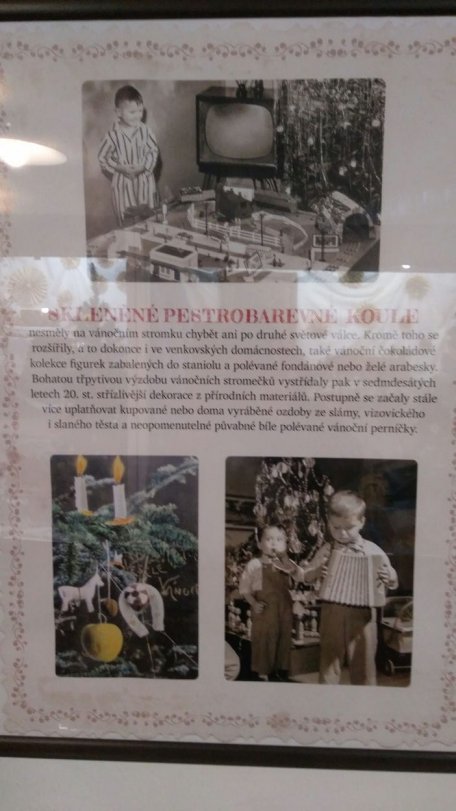 SKLENĚNÉ PESTROBAREVNÉ KOULE
nesměly na vánočním stromku chybět ani po druhé světové válce. Kromě toho se
rozšířily, a to dokonce i ve venkovských domácnostech, také vánoční čokoládové
kolekce figurek zabalených do staniolu a polévané fondánové nebo želé arabesky.
Bohatou třpytivou výzdobu vánočních stromečků vystřídaly pak v sedmdesátých
letech 20. st. střízlivější dekorace z přírodních materiálů. Postupně se začaly stále
více uplatňovat kupované nebo doma vyráběné ozdoby ze slámy, vizovického
i slaného těsta a neopomenutelné půvabné bíle polévané vánoční perníčky.